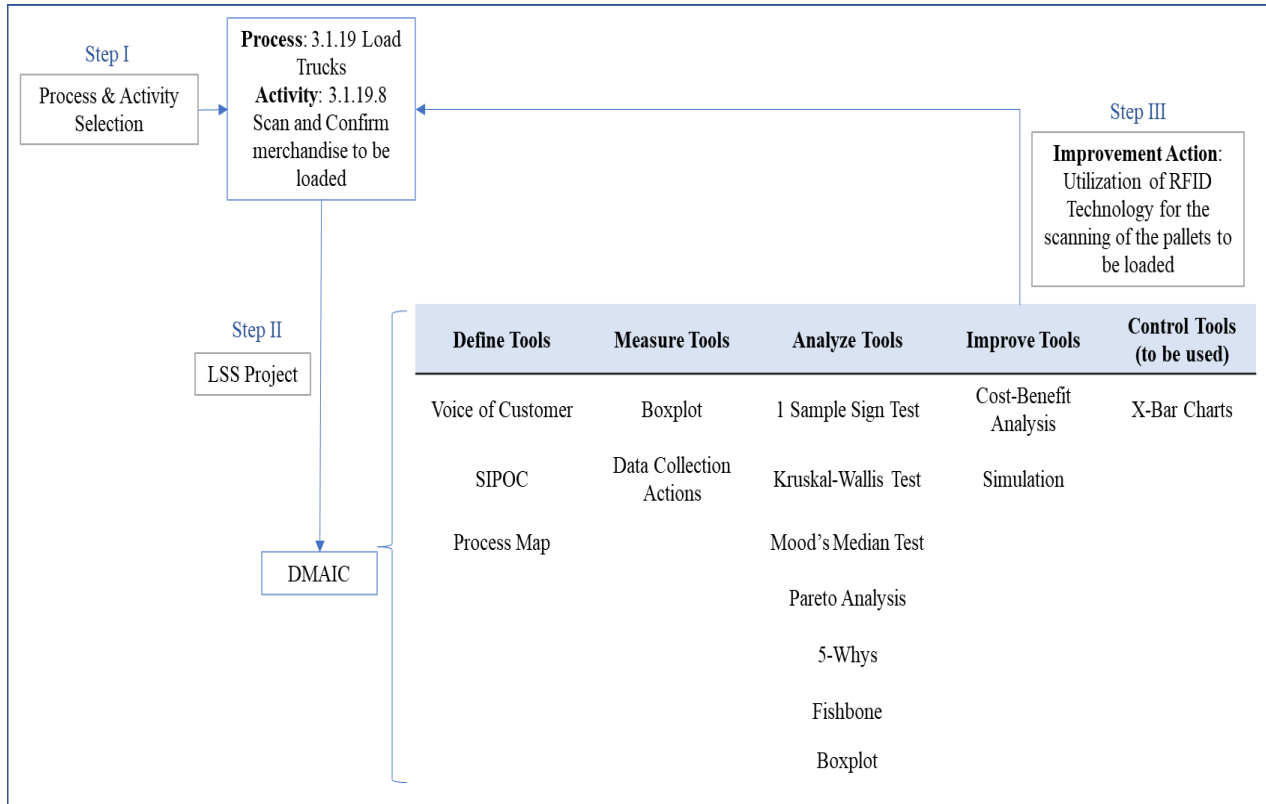 Step I
Process & Activity
Selection
Process: 3.1.19 Load
Trucks
Activity: 3.1.19.8
Scan and Confirm
merchandise to be
loaded
Step III
Improvement Action:
Utilization of RFID
Technology for the
scanning of the pallets to
be loaded
Step II
LSS Project
DMAIC
Define Tools
Measure Tools
Analyze Tools
Improve Tools
Control Tools
(to be used)
Voice of Customer
Boxplot
1 Sample Sign Test
Cost-Benefit
Analysis
X-Bar Charts
SIPOC
Data Collection
Actions
Kruskal-Wallis Test
Simulation
Process Map
Mood’s Median Test
Pareto Analysis
5-Whys
Fishbone
Boxplot